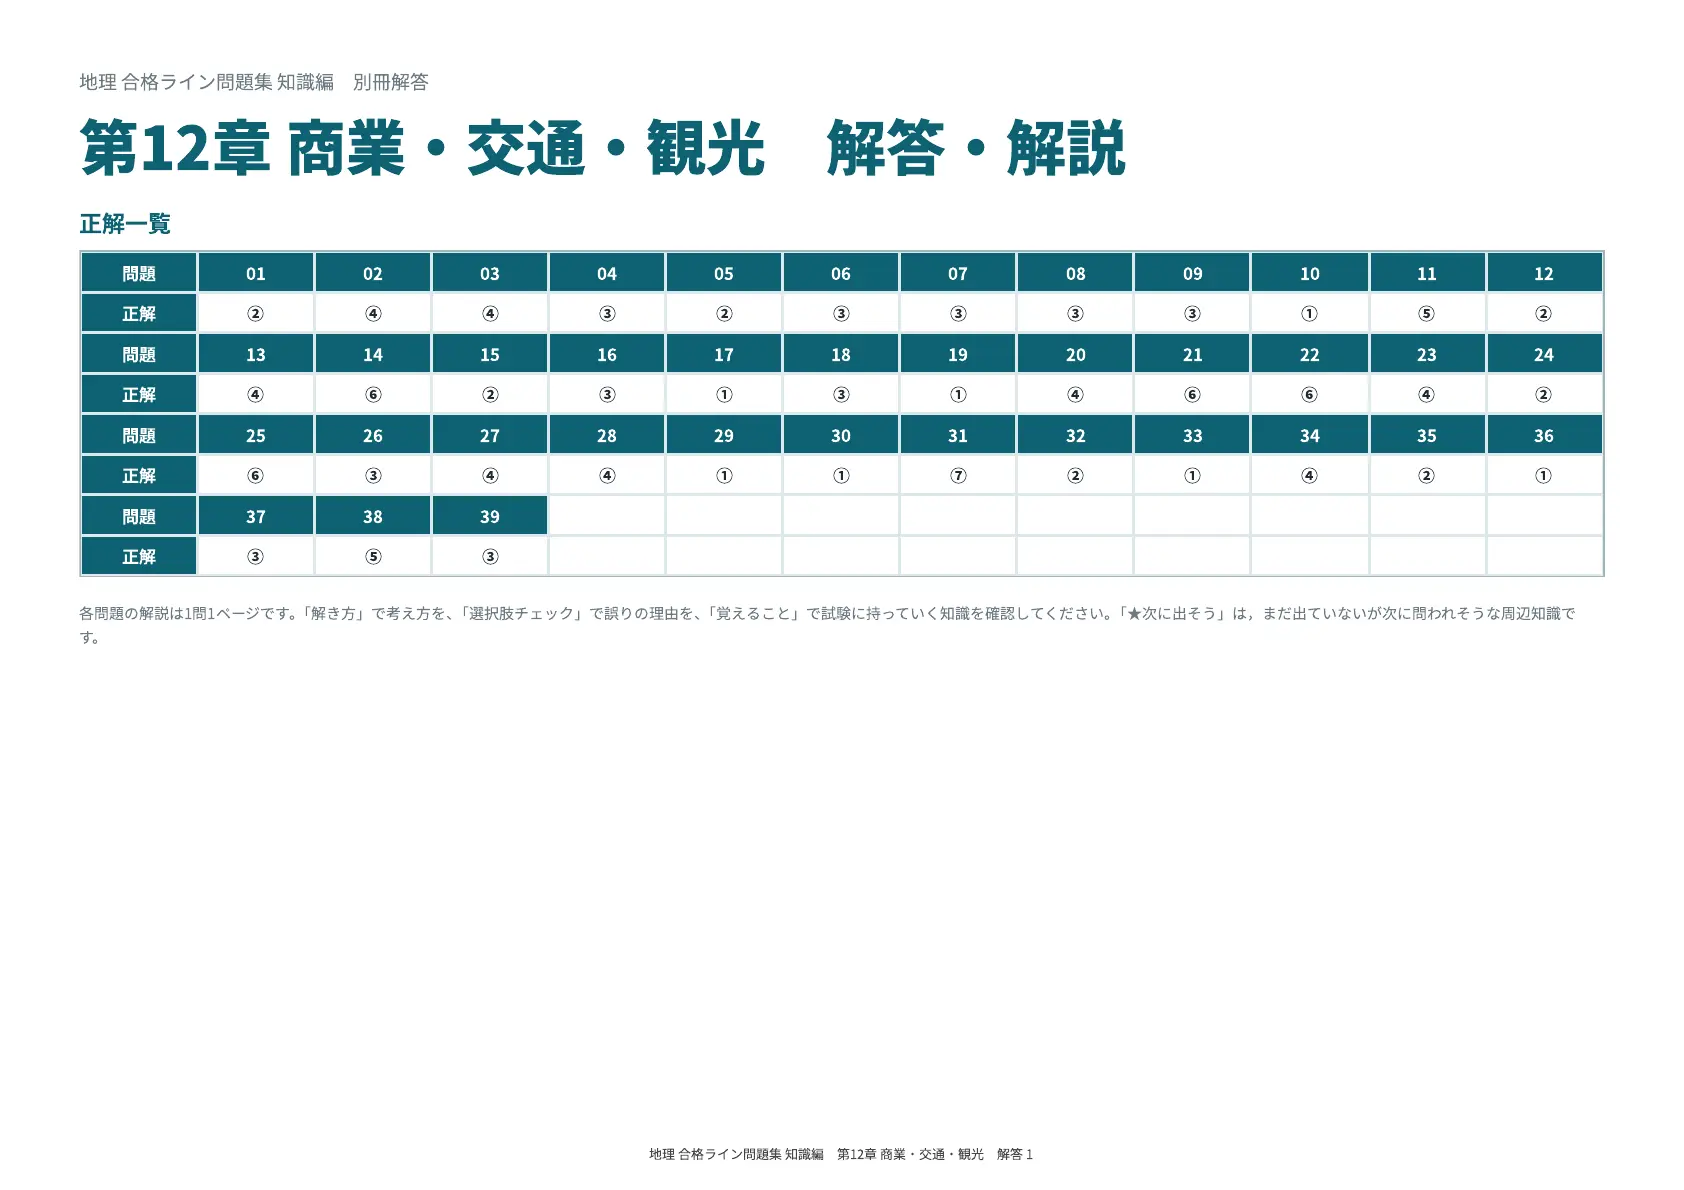 地理 合格ライン問題集 知識編　別冊解答
第12章 商業・交通・観光　解答・解説
正解一覧
問題 01 02 03 04 05 06 07 08 09 10 11 12
正解 ② ④ ④ ③ ② ③ ③ ③ ③ ① ⑤ ②
問題 13 14 15 16 17 18 19 20 21 22 23 24
正解 ④ ⑥ ② ③ ① ③ ① ④ ⑥ ⑥ ④ ②
問題 25 26 27 28 29 30 31 32 33 34 35 36
正解 ⑥ ③ ④ ④ ① ① ⑦ ② ① ④ ② ①
問題 37 38 39
正解 ③ ⑤ ③
各問題の解説は1問1ページです。「解き方」で考え方を、「選択肢チェック」で誤りの理由を、「覚えること」で試験に持っていく知識を確認してください。「★次に出そう」は，まだ出ていないが次に問われそうな周辺知識で
す。
地理 合格ライン問題集 知識編　第12章 商業・交通・観光　解答 1